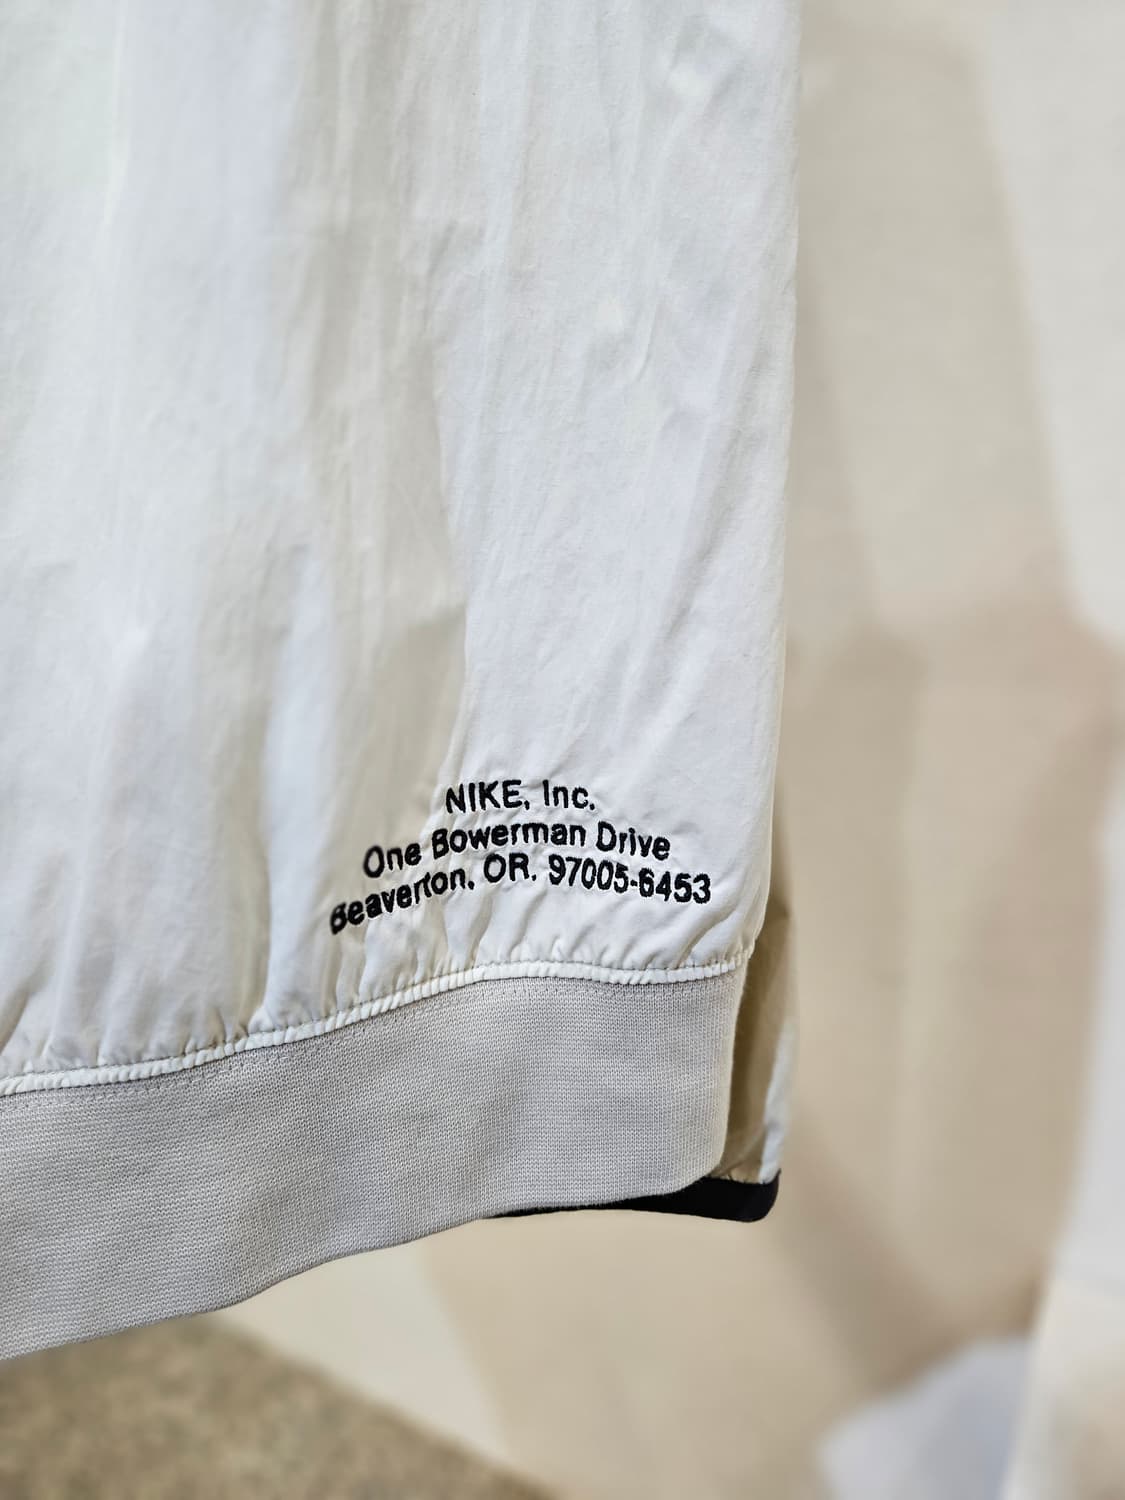 NIKE, Inc.
One Bowerman Drive
Beaverton, OR. 97005-6453